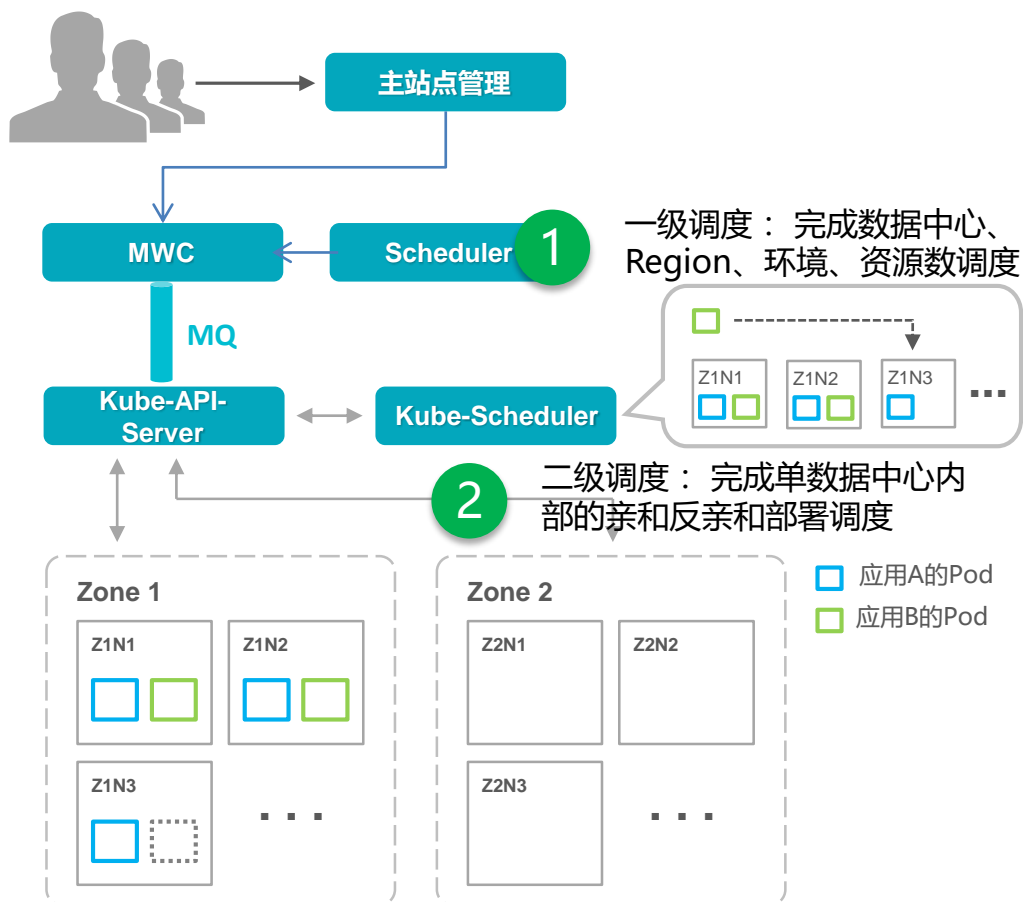 主站点管理
MWC
Scheduler
1
一级调度： 完成数据中心、
Region、环境、资源数调度
MQ
Z1N1
Z1N2
Z1N3
...
Kube-API-
Server
Kube-Scheduler
2
二级调度： 完成单数据中心内
部的亲和反亲和部署调度
应用A的Pod
应用B的Pod
Zone 1
Z1N1
Z1N2
Z1N3
...
Zone 2
Z2N1
Z2N2
Z2N3
...